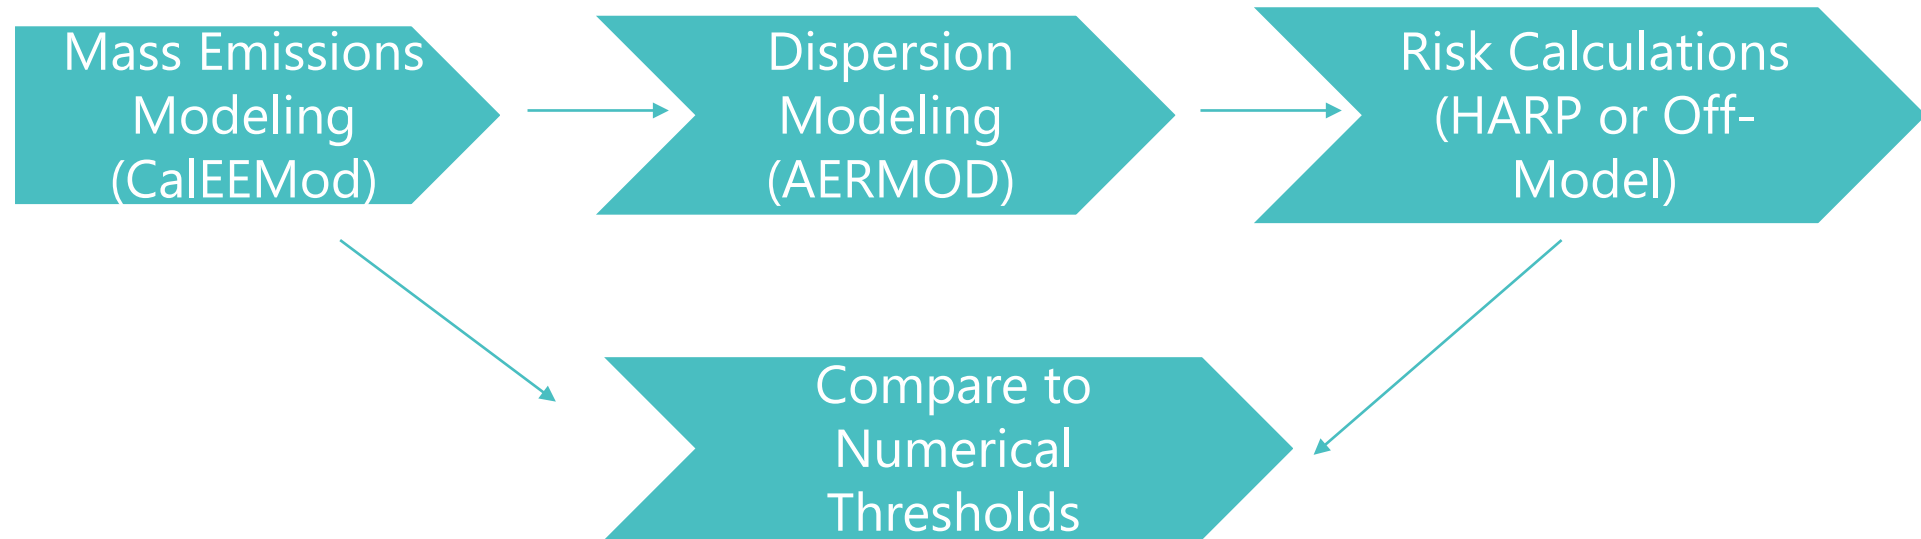 Mass Emissions
Modeling
(CalEEMod)
Dispersion
Modeling
(AERMOD)
Risk Calculations
(HARP or Off-
Model)
Compare to
Numerical
Thresholds